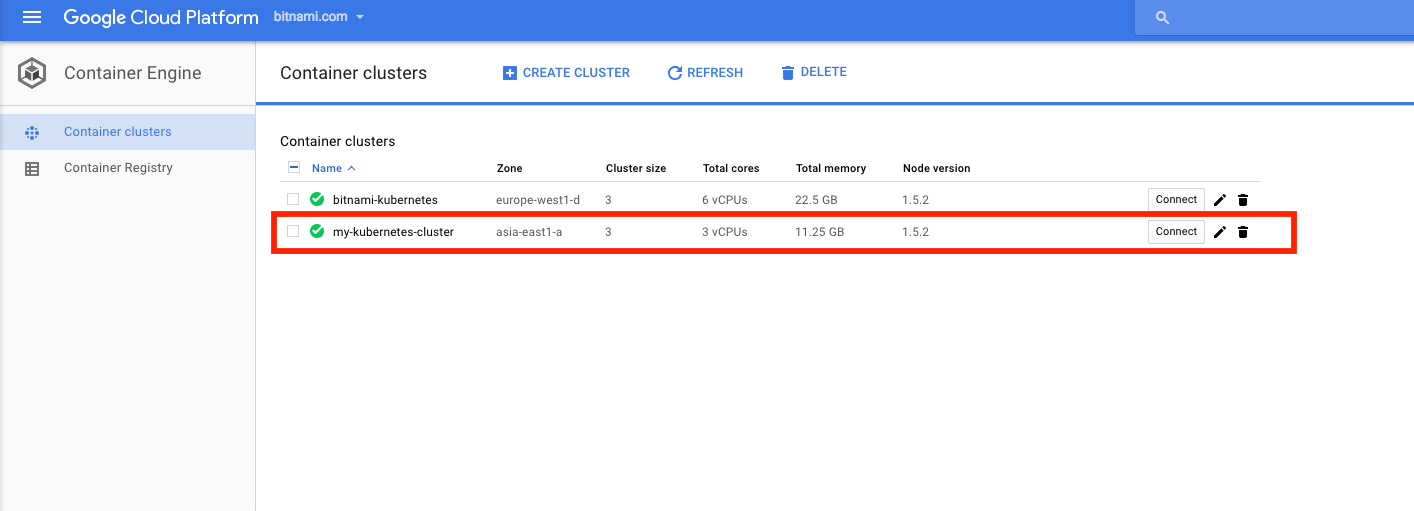 Google Cloud Platform bitnami.com
Container Engine
Container clusters CREATE CLUSTER REFRESH DELETE
Container clusters
Container Registry
Container clusters
Name Zone Cluster size Total cores Total memory Node version
bitnami-kubernetes europe-west1-d 3 6 vCPUs 22.5 GB 1.5.2 Connect
my-kubernetes-cluster asia-east1-a 3 3 vCPUs 11.25 GB 1.5.2 Connect